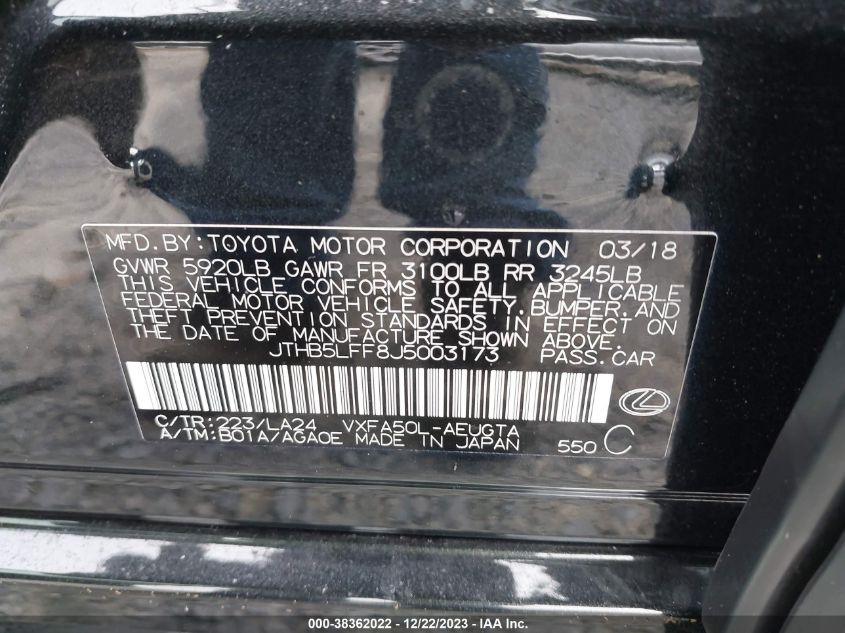 MFD.BY:TOYOTA MOTOR CORPORATION 03/18
GVWR 5920LB GAWR FR 3100LB RR 3245LB
THIS VEHICLE CONFORMS TO ALL APPLICABLE
FEDERAL MOTOR VEHICLE SAFETY,BUMPER,AND
THEFT PREVENTION STANDARDS IN EFFECT ON
THE DATE OF MANUFACTURE SHOWN ABOVE.
JTHB5LFF8J5003173 PASS.CAR
C/TR:223/LA24 VXFA50L-AEUGTA
A/TM:B01A/AGA0E MADE IN JAPAN 550 C
000-38362022 - 12/22/2023 - IAAI.com